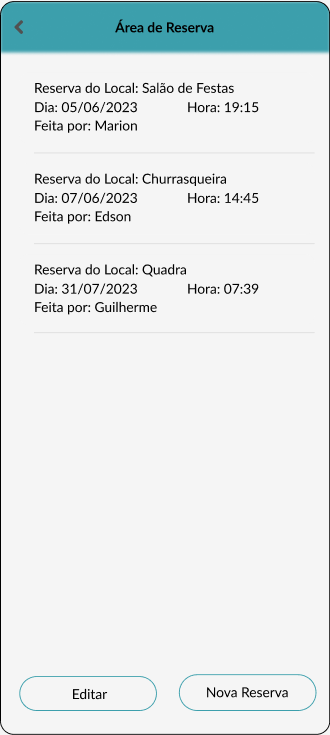 Área de Reserva
Reserva do Local: Salão de Festas
Dia: 05/06/2023 Hora: 19:15
Feita por: Marion
Reserva do Local: Churrasqueira
Dia: 07/06/2023 Hora: 14:45
Feita por: Edson
Reserva do Local: Quadra
Dia: 31/07/2023 Hora: 07:39
Feita por: Guilherme
Editar Nova Reserva